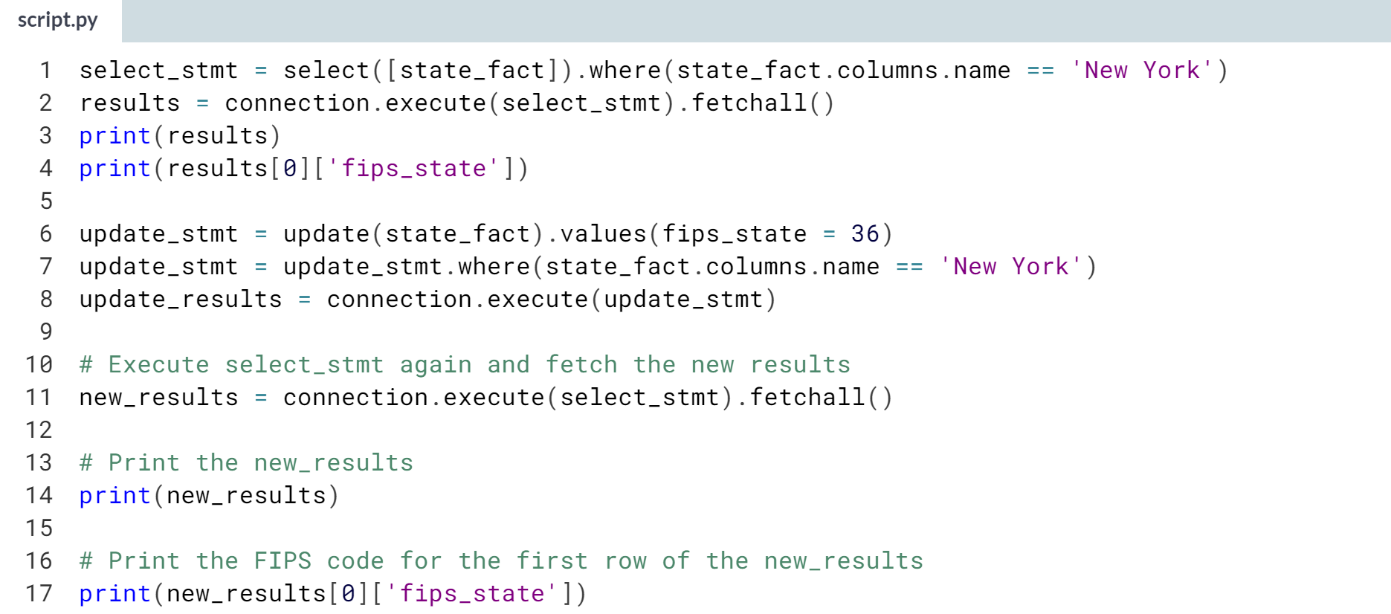 script.py
1 select_stmt = select([state_fact]).where(state_fact.columns.name == 'New York')
2 results = connection.execute(select_stmt).fetchall()
3 print(results)
4 print(results[0]['fips_state'])
5
6 update_stmt = update(state_fact).values(fips_state = 36)
7 update_stmt = update_stmt.where(state_fact.columns.name == 'New York')
8 update_results = connection.execute(update_stmt)
9
10 # Execute select_stmt again and fetch the new results
11 new_results = connection.execute(select_stmt).fetchall()
12
13 # Print the new_results
14 print(new_results)
15
16 # Print the FIPS code for the first row of the new_results
17 print(new_results[0]['fips_state'])